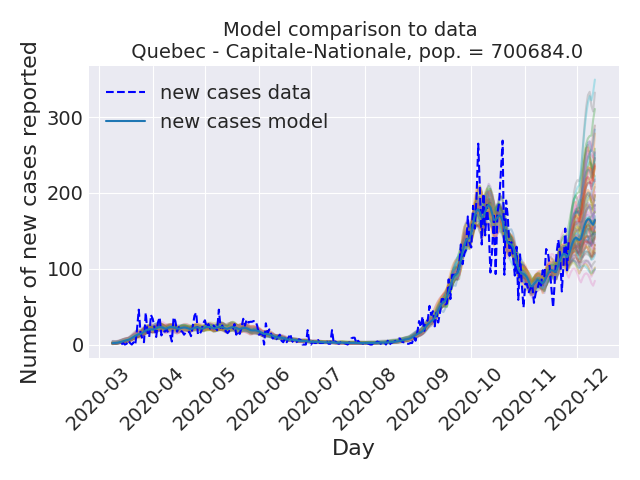 Model comparison to data
Quebec - Capitale-Nationale, pop. = 700684.0
Number of new cases reported
300
200
100
0
new cases data
new cases model
2020-03
2020-04
2020-05
2020-06
2020-07
2020-08
2020-09
2020-10
2020-11
2020-12
Day